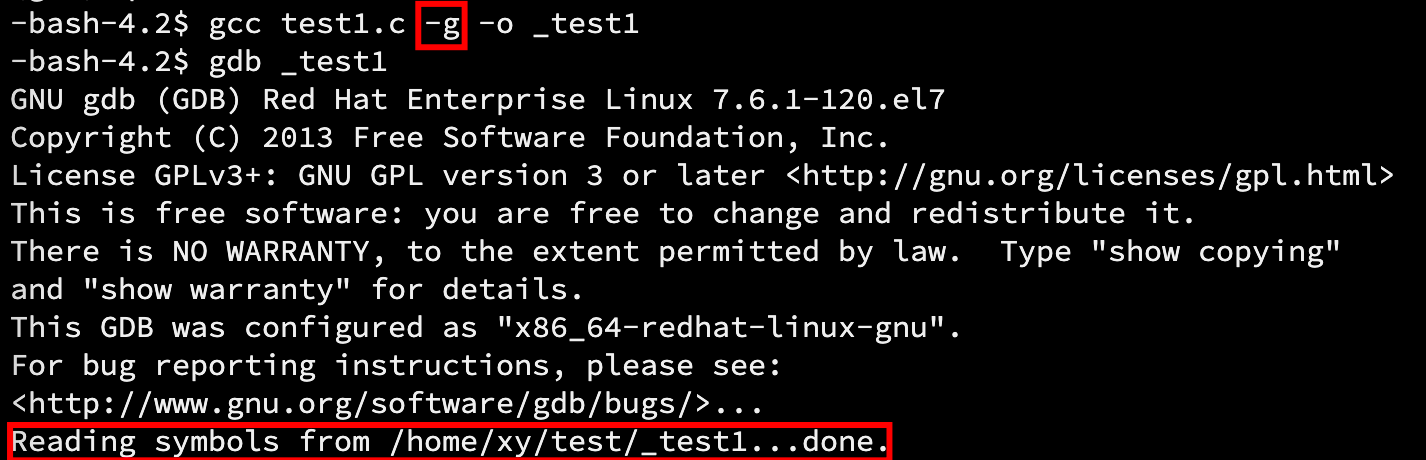 -bash-4.2$ gcc test1.c -g -o _test1
-bash-4.2$ gdb _test1
GNU gdb (GDB) Red Hat Enterprise Linux 7.6.1-120.el7
Copyright (C) 2013 Free Software Foundation, Inc.
License GPLv3+: GNU GPL version 3 or later <http://gnu.org/licenses/gpl.html>
This is free software: you are free to change and redistribute it.
There is NO WARRANTY, to the extent permitted by law.  Type "show copying"
and "show warranty" for details.
This GDB was configured as "x86_64-redhat-linux-gnu".
For bug reporting instructions, please see:
<http://www.gnu.org/software/gdb/bugs/>...
Reading symbols from /home/xy/test/_test1...done.